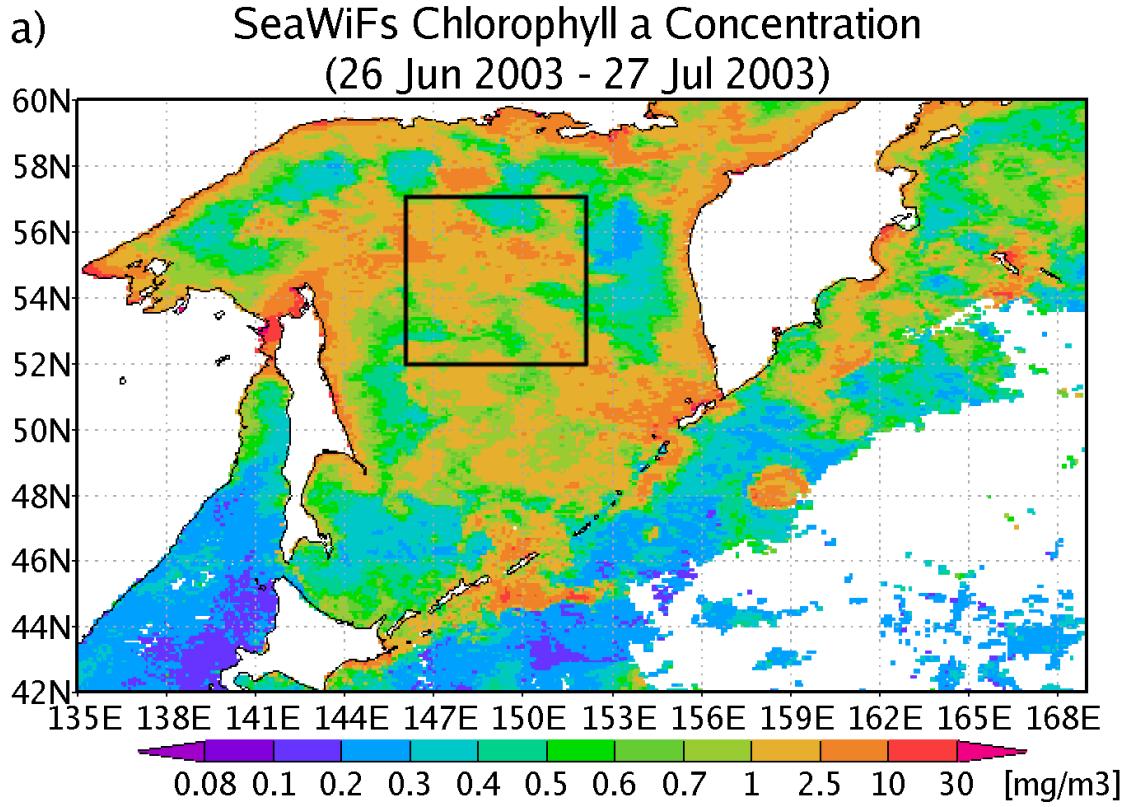 a)
SeaWiFs Chlorophyll a Concentration
(26 Jun 2003 - 27 Jul 2003)
60N
58N
56N
54N
52N
50N
48N
46N
44N
42N
135E 138E 141E 144E 147E 150E 153E 156E 159E 162E 165E 168E
0.08 0.1 0.2 0.3 0.4 0.5 0.6 0.7 1 2.5 10 30 [mg/m3]